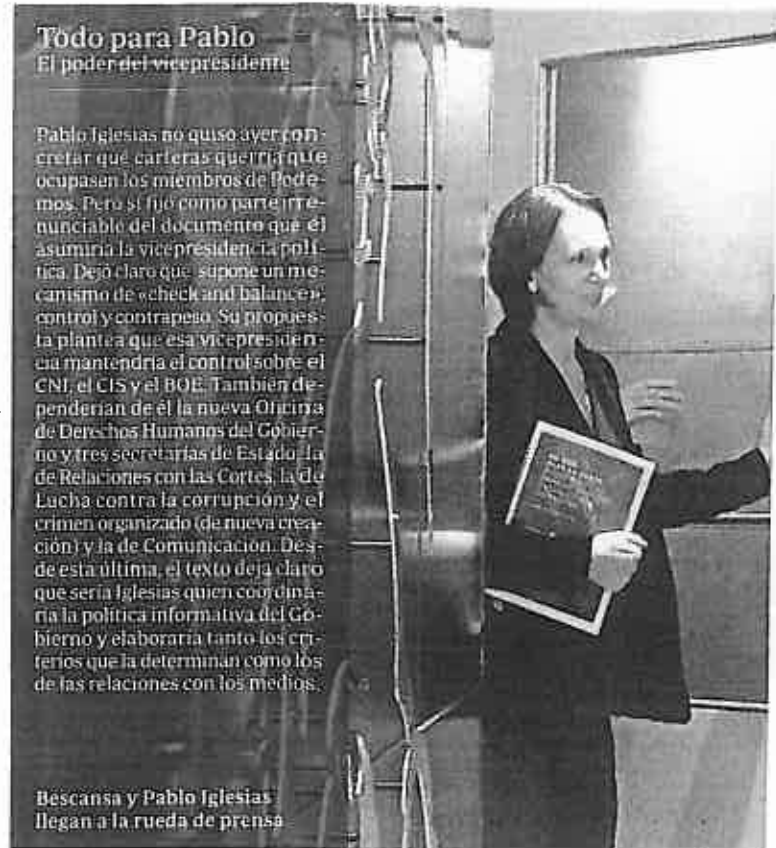 Todo para Pablo
El poder del vicepresidente
Pablo Iglesias no quiso ayer con-
cretar qué carteras querría que
ocupasen los miembros de Pode-
mos. Pero sí fijó como parte irre-
nunciable del documento que él
asumiría la vicepresidencia polí-
tica. Dejó claro que supone un me-
canismo de «check and balance»,
control y contrapeso. Su propues-
ta plantea que esa vicepresiden-
cia mantendría el control sobre el
CNI, el CIS y el BOE. También de-
penderían de él la nueva Oficina
de Derechos Humanos del Gobier-
no y tres secretarías de Estado: la
de Relaciones con las Cortes, la de
Lucha contra la corrupción y el
crimen organizado (de nueva crea-
ción) y la de Comunicación. Des-
de esta última, el texto deja claro
que sería Iglesias quien coordina-
ría la política informativa del Go-
bierno y elaboraría tanto los cri-
terios que la determinan como los
de las relaciones con los medios.
Bescansa y Pablo Iglesias
llegan a la rueda de prensa